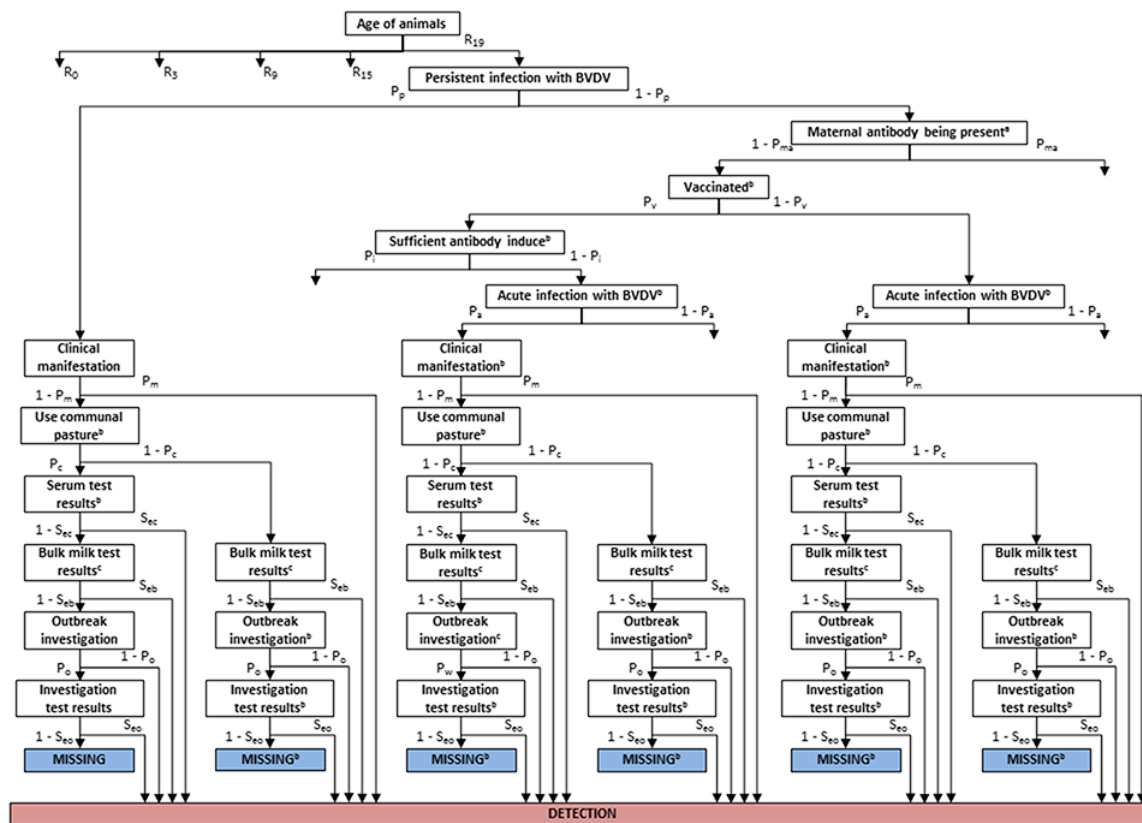 Age of animals
R19
R0
R3
R9
R15
Persistent infection with BVDV
Pp
1 - Pp
Maternal antibody being presentᵃ
1 - Pma
Pma
Vaccinatedᵇ
Pv
1 - Pv
Sufficient antibody induceᵇ
Pi
1 - Pi
Acute infection with BVDVᵇ
Acute infection with BVDVᵇ
Pa
1 - Pa
Pa
1 - Pa
Clinical
manifestation
Clinical
manifestationᵇ
Clinical
manifestationᵇ
Pm
Pm
Pm
1 - Pm
1 - Pm
1 - Pm
Use communal
pastureᵇ
Use communal
pastureᵇ
Use communal
pastureᵇ
1 - Pc
1 - Pc
1 - Pc
Pc
1 - Pc
1 - Pc
Serum test
resultsᵇ
Serum test
resultsᵇ
Serum test
resultsᵇ
Sec
Sec
Sec
1 - Sec
1 - Sec
1 - Sec
Bulk milk test
resultsᶜ
Bulk milk test
resultsᶜ
Bulk milk test
resultsᶜ
Bulk milk test
resultsᶜ
Bulk milk test
resultsᶜ
Bulk milk test
resultsᶜ
Seb
Seb
Seb
Seb
Seb
Seb
1 - Seb
1 - Seb
1 - Seb
1 - Seb
1 - Seb
1 - Seb
Outbreak
investigation
Outbreak
investigationᵇ
Outbreak
investigationᶜ
Outbreak
investigationᵇ
Outbreak
investigationᵇ
Outbreak
investigationᵇ
1 - Po
1 - Po
1 - Po
1 - Po
1 - Po
1 - Po
Po
Po
Pw
Po
Po
Po
Investigation
test results
Investigation
test resultsᵇ
Investigation
test resultsᵇ
Investigation
test resultsᵇ
Investigation
test resultsᵇ
Investigation
test resultsᵇ
Seo
Seo
Seo
Seo
Seo
Seo
1 - Seo
1 - Seo
1 - Seo
1 - Seo
1 - Seo
1 - Seo
MISSING
MISSINGᵇ
MISSINGᵇ
MISSINGᵇ
MISSINGᵇ
MISSINGᵇ
DETECTION